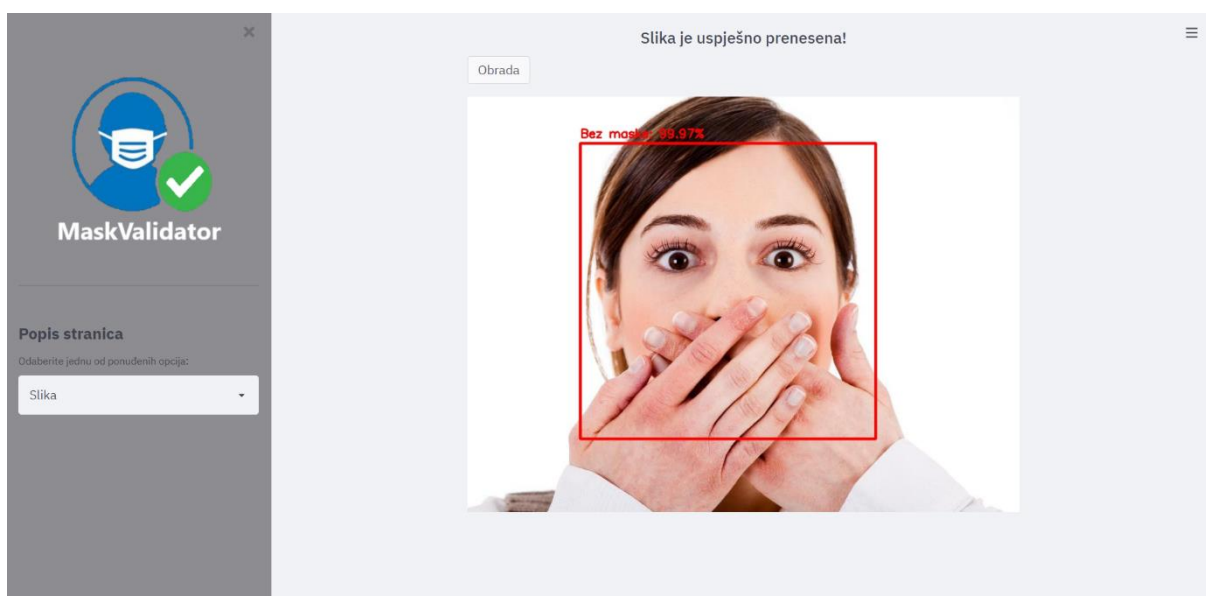 MaskValidator
Popis stranica
Odaberite jednu od ponuđenih opcija:
Slika
Slika je uspješno prenesena!
Obrada
Bez maske: 99.97%